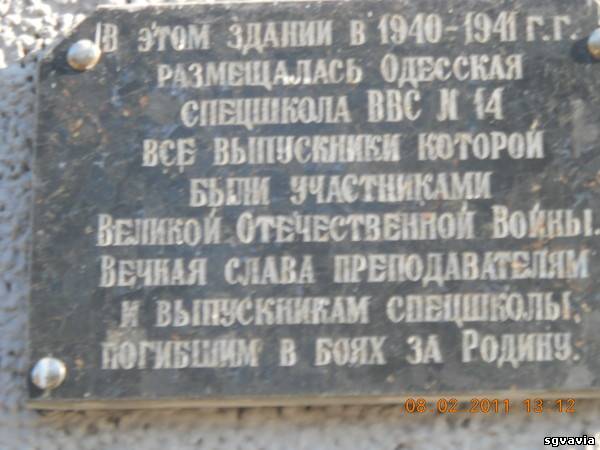 В ЭТОМ ЗДАНИИ В 1940-1941 Г.Г.
РАЗМЕЩАЛАСЬ ОДЕССКАЯ
СПЕЦШКОЛА ВВС N 14
ВСЕ ВЫПУСКНИКИ КОТОРОЙ
БЫЛИ УЧАСТНИКАМИ
ВЕЛИКОЙ ОТЕЧЕСТВЕННОЙ ВОЙНЫ.
ВЕЧНАЯ СЛАВА ПРЕПОДАВАТЕЛЯМ
И ВЫПУСКНИКАМ СПЕЦШКОЛЫ,
ПОГИБШИМ В БОЯХ ЗА РОДИНУ.
08.02.2011 13:12
sgvavia